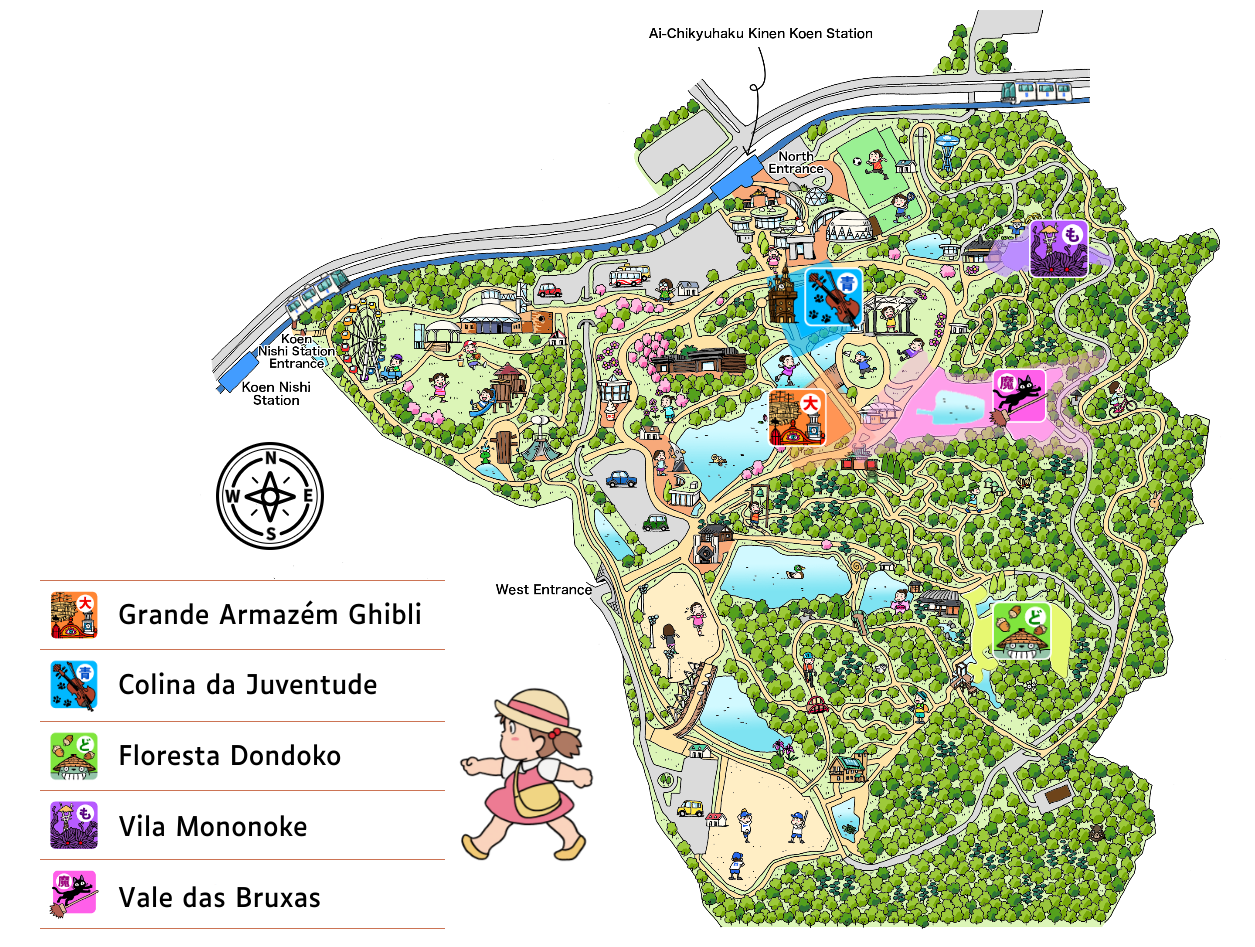 Ai-Chikyuhaku Kinen Koen Station
North
Entrance
も
青
Koen
Nishi Station
Entrance
Koen Nishi
Station
魔
大
N
W
E
S
West Entrance
ど
大
Grande Armazém Ghibli
青
Colina da Juventude
ど
Floresta Dondoko
も
Vila Mononoke
魔
Vale das Bruxas